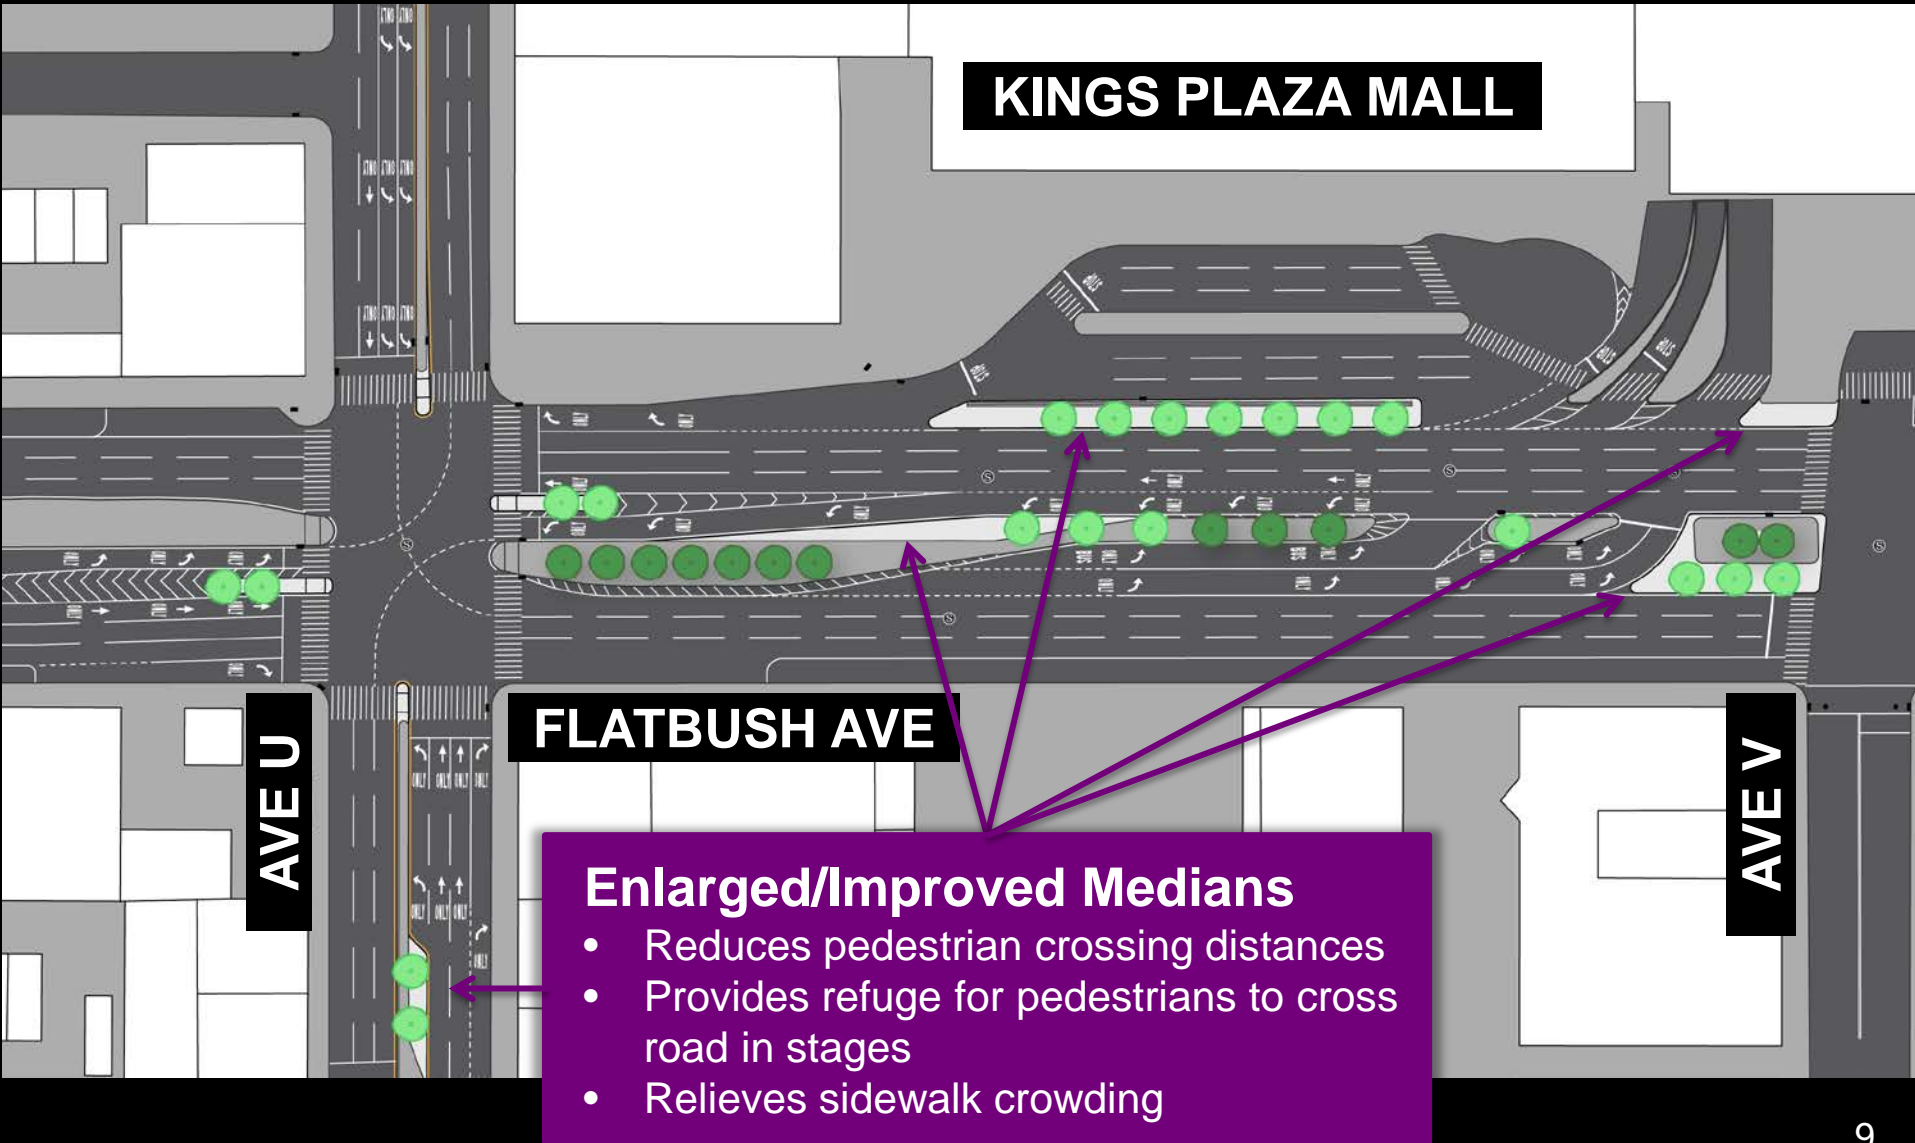 KINGS PLAZA MALL
FLATBUSH AVE
AVE U
AVE V
Enlarged/Improved Medians
• Reduces pedestrian crossing distances
• Provides refuge for pedestrians to cross
road in stages
• Relieves sidewalk crowding
9